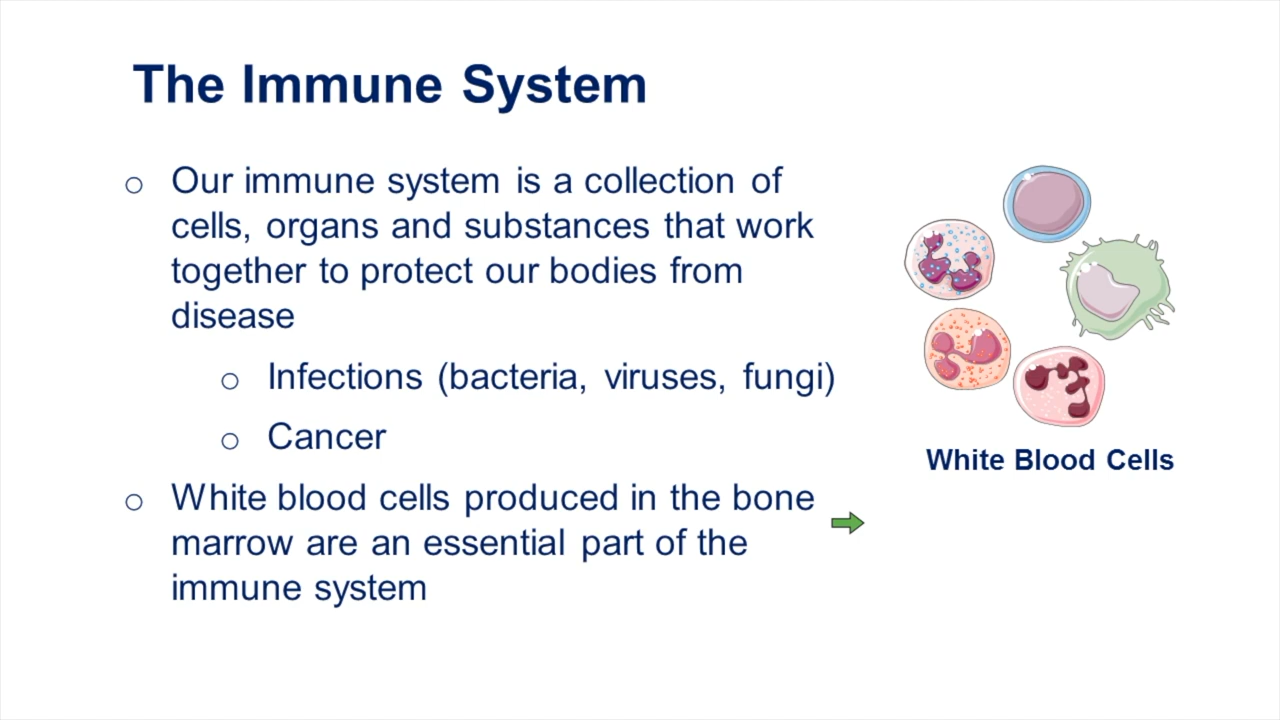 The Immune System
o Our immune system is a collection of
cells, organs and substances that work
together to protect our bodies from
disease
o Infections (bacteria, viruses, fungi)
o Cancer
o White blood cells produced in the bone
marrow are an essential part of the
immune system
White Blood Cells